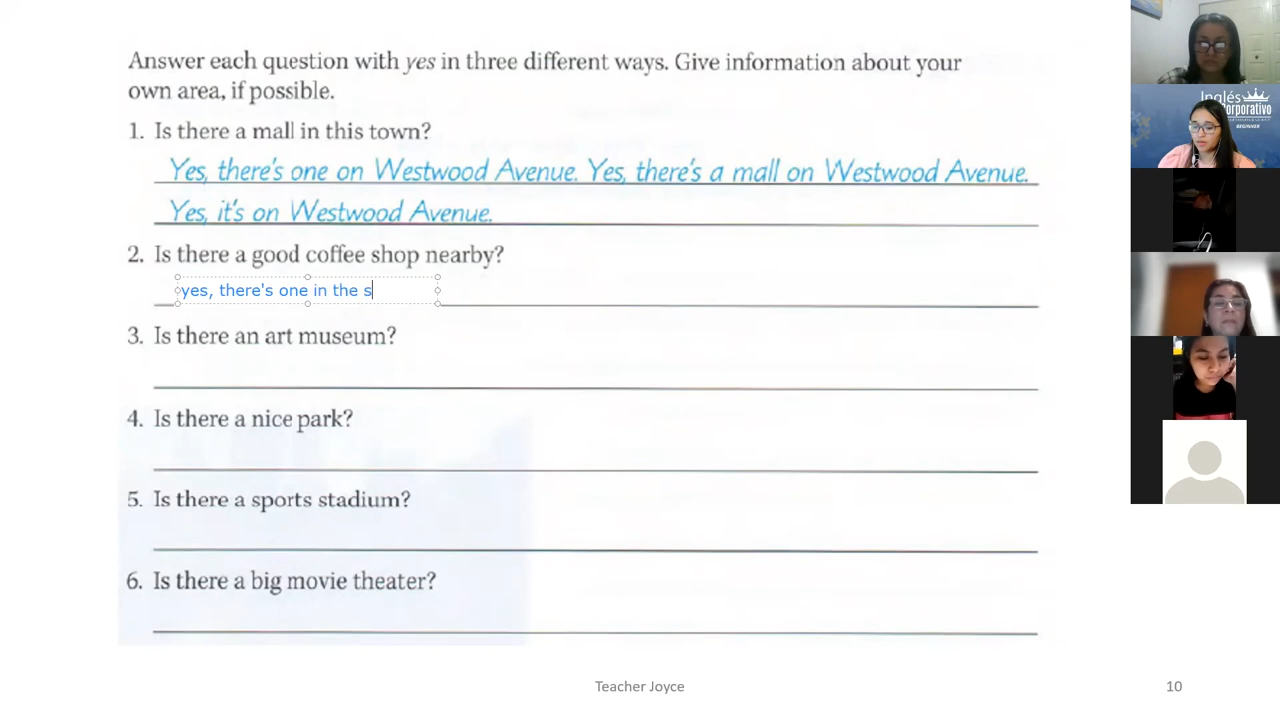 Answer each question with yes in three different ways. Give information about your
own area, if possible.
1. Is there a mall in this town?
Yes, there's one on Westwood Avenue. Yes, there's a mall on Westwood Avenue.
Yes, it's on Westwood Avenue.
2. Is there a good coffee shop nearby?
yes, there's one in the s
3. Is there an art museum?
4. Is there a nice park?
5. Is there a sports stadium?
6. Is there a big movie theater?
Teacher Joyce
10
Inglés
orporativo
BEGINNER